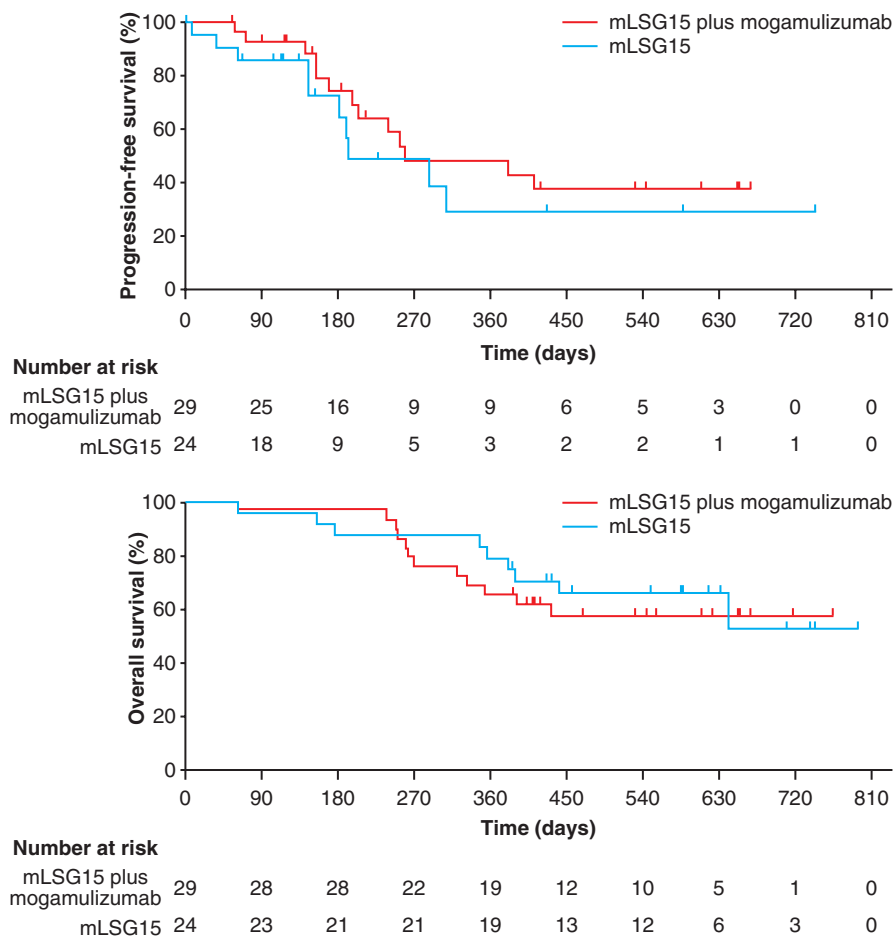 Progression-free survival (%)
100
80
60
40
20
0
mLSG15 plus mogamulizumab
mLSG15
0 90 180 270 360 450 540 630 720 810
Time (days)
Number at risk
mLSG15 plus
mogamulizumab 29 25 16 9 9 6 5 3 0 0
mLSG15 24 18 9 5 3 2 2 1 1 0
Overall survival (%)
100
80
60
40
20
0
mLSG15 plus mogamulizumab
mLSG15
0 90 180 270 360 450 540 630 720 810
Time (days)
Number at risk
mLSG15 plus
mogamulizumab 29 28 28 22 19 12 10 5 1 0
mLSG15 24 23 21 21 19 13 12 6 3 0